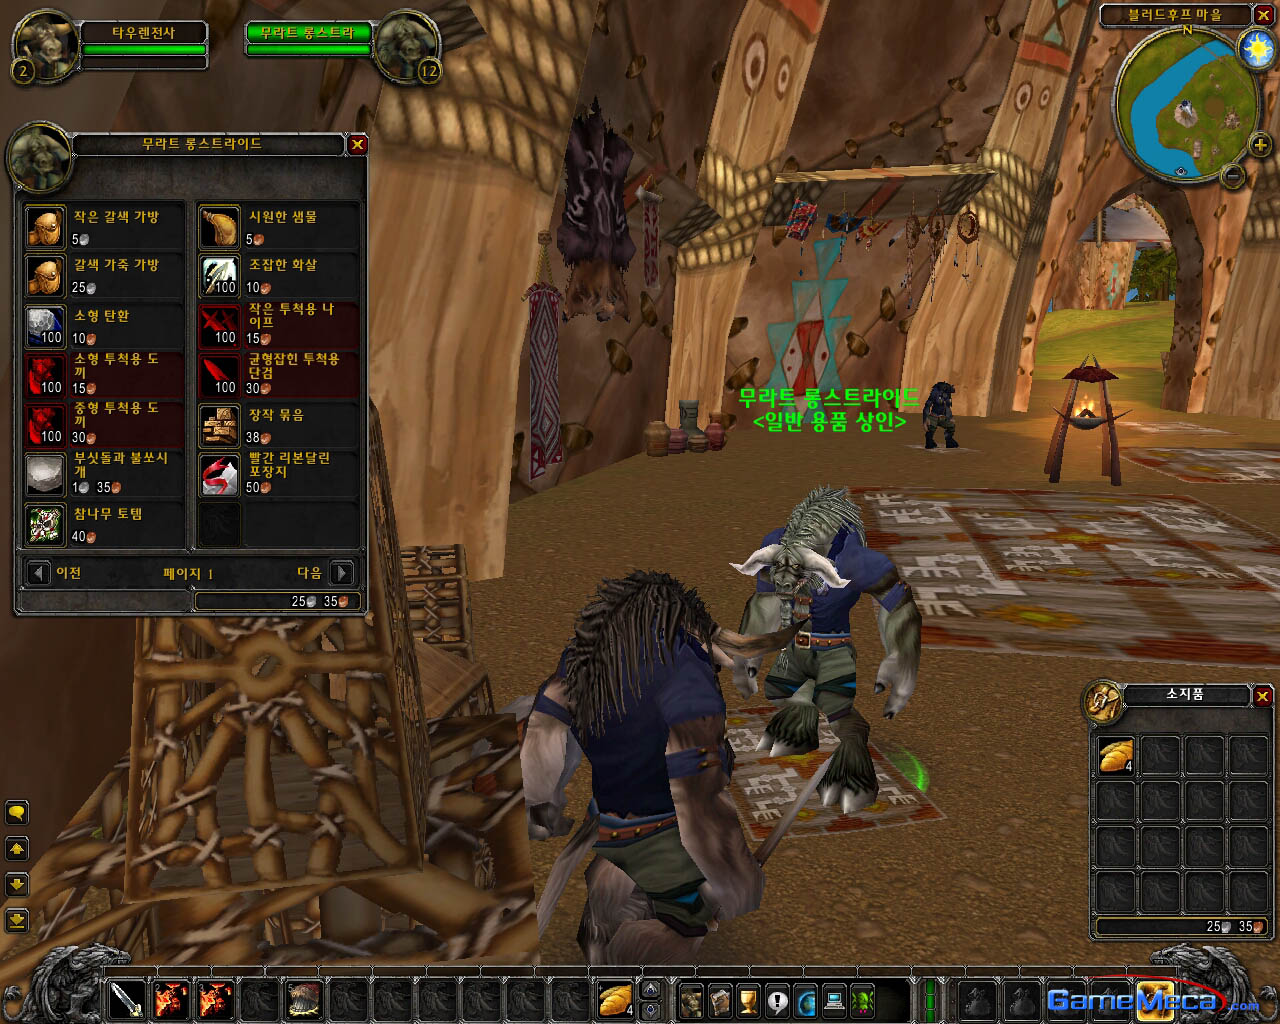 타우렌전사
2
무라트 롱스트라
12
블러드후프 마을
N
무라트 롱스트라이드
작은 갈색 가방
5
시원한 샘물
5
갈색 가죽 가방
25
조잡한 화살
100
10
소형 탄환
100
10
작은 투척용 나
이프
100
15
소형 투척용 도
끼
100
15
균형잡힌 투척용
단검
100
30
중형 투척용 도
끼
100
30
장작 묶음
38
부싯돌과 불쏘시
개
1 35
빨간 리본달린
포장지
50
참나무 토템
40
이전
페이지 1
다음
25 35
무라트 롱스트라이드
<일반 용품 상인>
소지품
4
25 35
4
GameMeca.com